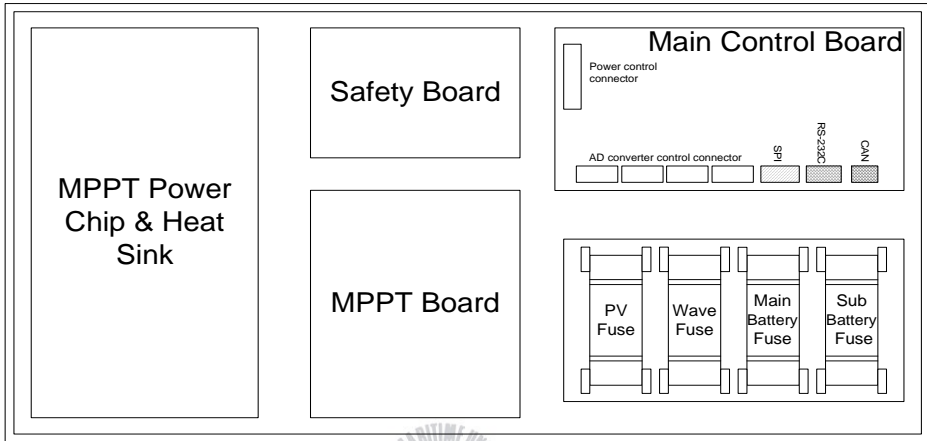 MPPT Power
Chip & Heat
Sink
Safety Board
MPPT Board
Main Control Board
Power control
connector
AD converter control connector
SPI
RS-232C
CAN
PV
Fuse
Wave
Fuse
Main
Battery
Fuse
Sub
Battery
Fuse